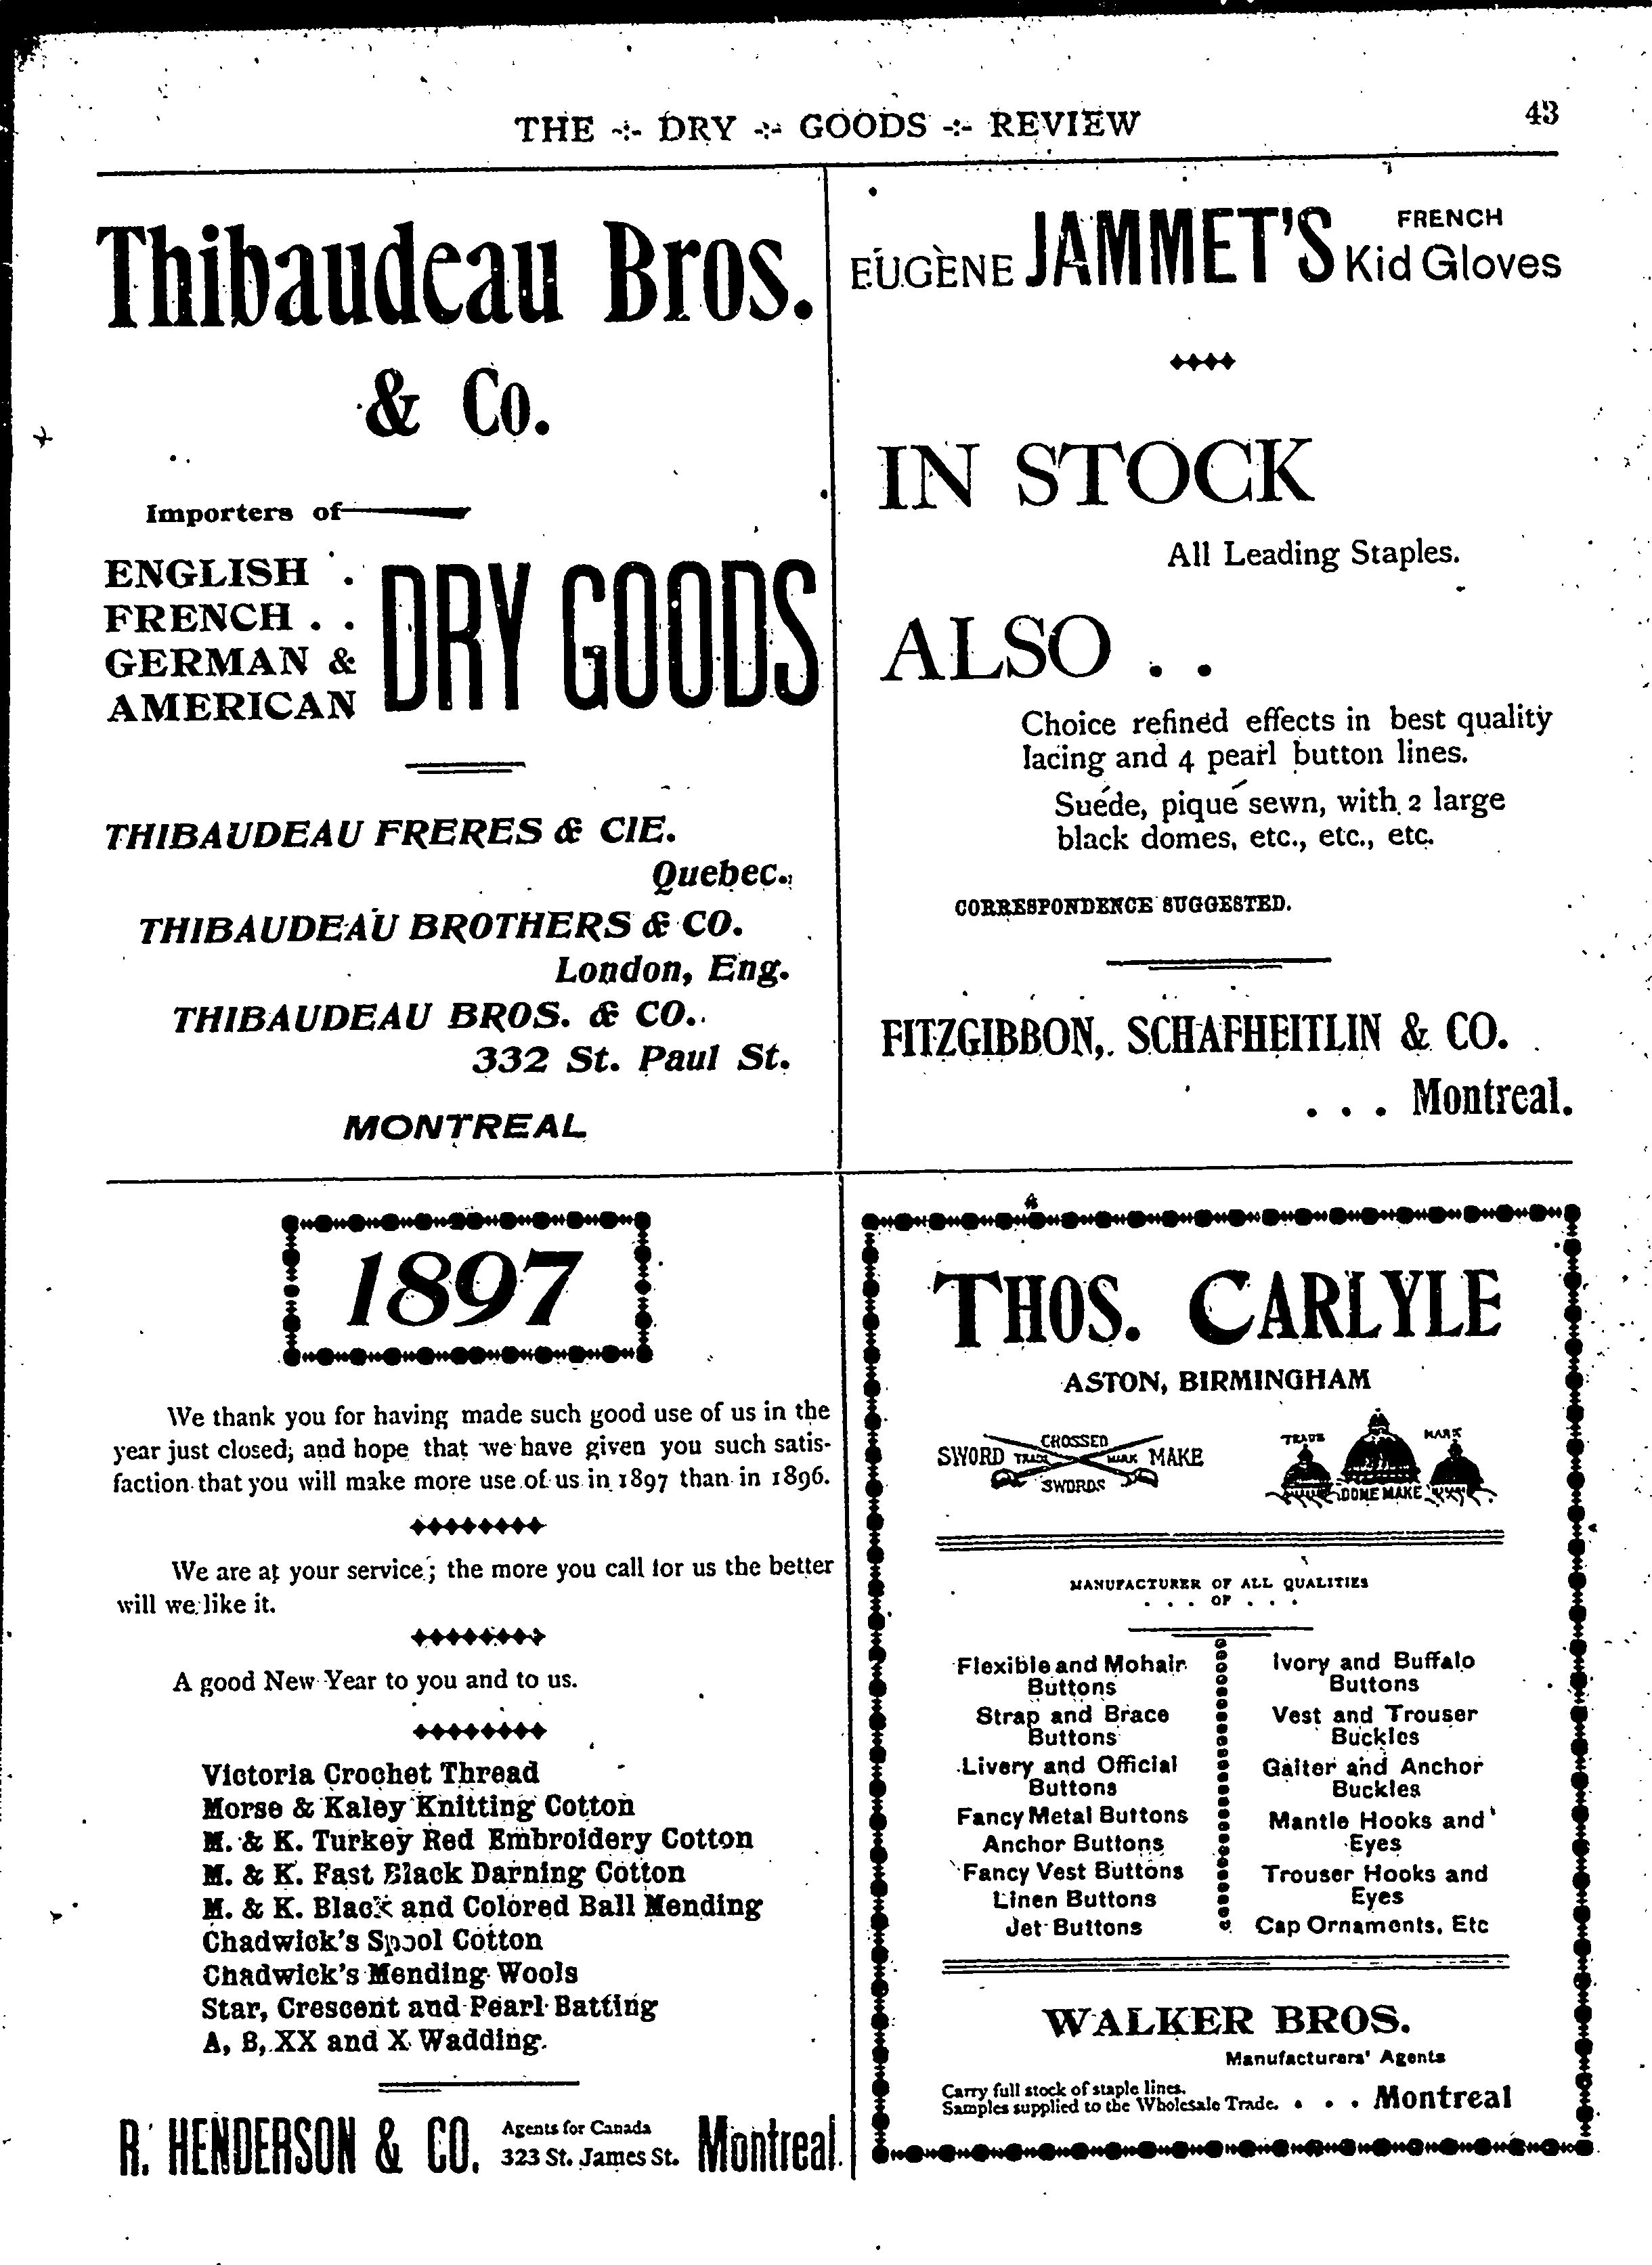 THE -:- DRY -:- GOODS -:- REVIEW
43
Thibaudeau Bros.
& Co.
Importers of
ENGLISH .
FRENCH . .
GERMAN &
AMERICAN
DRY GOODS
THIBAUDEAU FRERES & CIE.
Quebec.
THIBAUDEAU BROTHERS & CO.
London, Eng.
THIBAUDEAU BROS. & CO.
332 St. Paul St.
MONTREAL
EUGÈNE JAMMET'S FRENCH Kid Gloves
IN STOCK
All Leading Staples.
ALSO . .
Choice refined effects in best quality
lacing and 4 pearl button lines.
Suéde, piqué sewn, with 2 large
black domes, etc., etc., etc.
CORRESPONDENCE SUGGESTED.
FITZGIBBON, SCHAFHEITLIN & CO.
. . . Montreal.
1897
We thank you for having made such good use of us in the
year just closed; and hope that we have given you such satis-
faction that you will make more use of us in 1897 than in 1896.
We are at your service; the more you call for us the better
will we like it.
A good New Year to you and to us.
Victoria Crochet Thread
Morse & Kaley Knitting Cotton
M. & K. Turkey Red Embroidery Cotton
M. & K. Fast Black Darning Cotton
M. & K. Black and Colored Ball Mending
Chadwick's Spool Cotton
Chadwick's Mending Wools
Star, Crescent and Pearl Batting
A, B, XX and X Wadding.
R. HENDERSON & CO.
Agents for Canada
323 St. James St.
Montreal.
THOS. CARLYLE
ASTON, BIRMINGHAM
CROSSED
SWORD TRADE MARK MAKE
SWORDS
TRADE MARK
DOME MAKE
MANUFACTURER OF ALL QUALITIES
. . . OF . . .
Flexible and Mohair
Buttons
Strap and Brace
Buttons
Livery and Official
Buttons
Fancy Metal Buttons
Anchor Buttons
Fancy Vest Buttons
Linen Buttons
Jet Buttons
Ivory and Buffalo
Buttons
Vest and Trouser
Buckles
Gaiter and Anchor
Buckles
Mantle Hooks and
Eyes
Trouser Hooks and
Eyes
Cap Ornaments, Etc
WALKER BROS.
Manufacturers' Agents
Carry full stock of staple lines.
Samples supplied to the Wholesale Trade. . . . Montreal